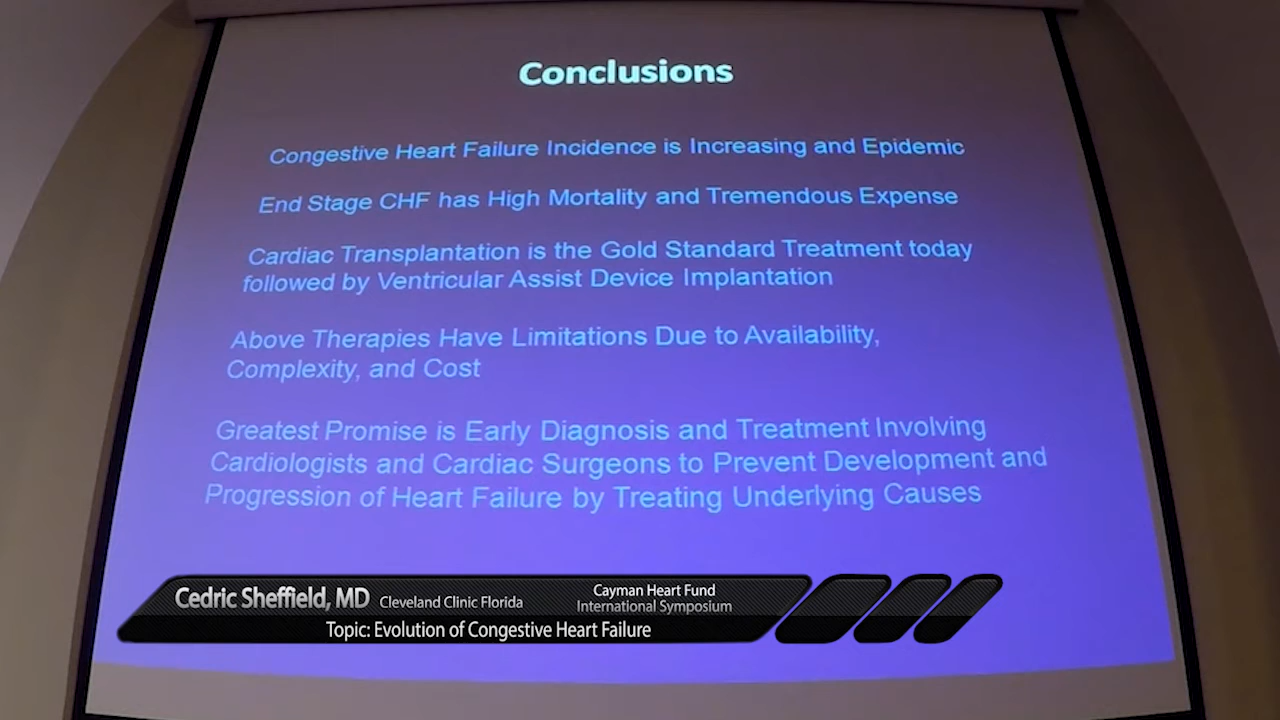 Conclusions
Congestive Heart Failure Incidence is Increasing and Epidemic
End Stage CHF has High Mortality and Tremendous Expense
Cardiac Transplantation is the Gold Standard Treatment today
followed by Ventricular Assist Device Implantation
Above Therapies Have Limitations Due to Availability,
Complexity, and Cost
Greatest Promise is Early Diagnosis and Treatment Involving
Cardiologists and Cardiac Surgeons to Prevent Development and
Progression of Heart Failure by Treating Underlying Causes
Cedric Sheffield, MD Cleveland Clinic Florida
Cayman Heart Fund
International Symposium
Topic: Evolution of Congestive Heart Failure